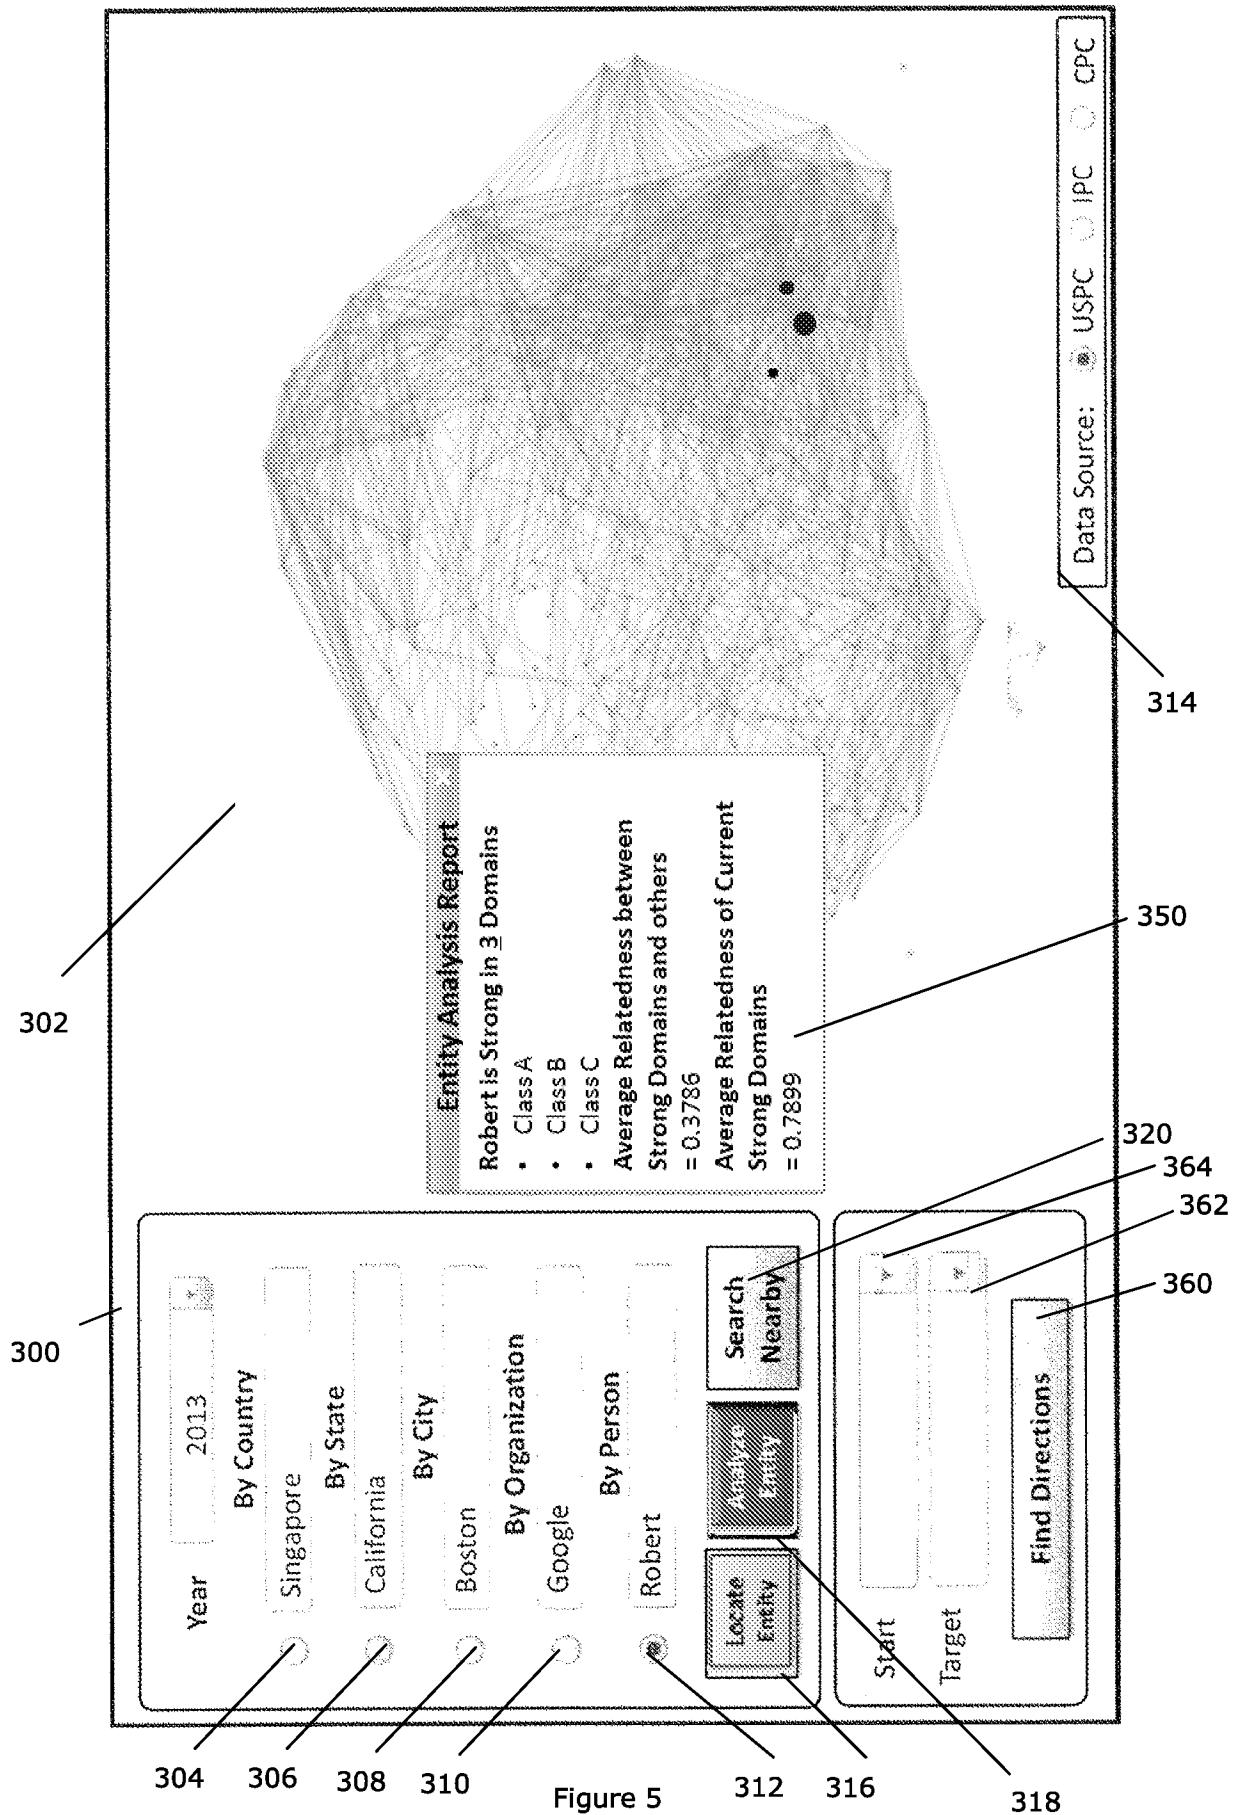 Year
2013
By Country
Singapore
By State
California
By City
Boston
By Organization
Google
By Person
Robert
Locate
Entity
Analyze
Entity
Search
Nearby
Start
Target
Find Directions
Entity Analysis Report
Robert is Strong in 3 Domains
• Class A
• Class B
• Class C
Average Relatedness between
Strong Domains and others
= 0.3786
Average Relatedness of Current
Strong Domains
= 0.7899
Data Source: USPC IPC CPC
302
300
314
350
320
364
362
360
304
306
308
310
312
316
318
Figure 5